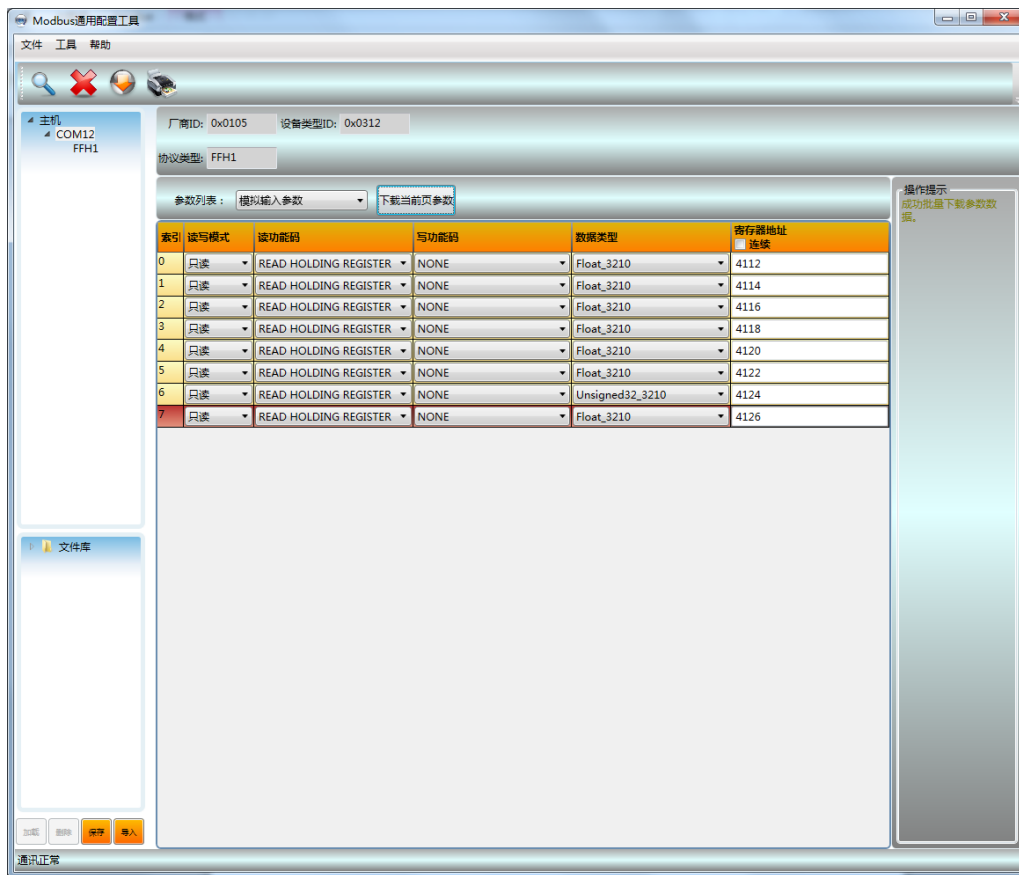 Modbus通用配置工具
文件 工具 帮助
主机
COM12
FFH1
厂商ID: 0x0105 设备类型ID: 0x0312
协议类型: FFH1
参数列表： 模拟输入参数 下载当前页参数
操作提示
成功批量下载参数数
据。
索引 读写模式 读功能码 写功能码 数据类型 寄存器地址
连续
0 只读 READ HOLDING REGISTER NONE Float_3210 4112
1 只读 READ HOLDING REGISTER NONE Float_3210 4114
2 只读 READ HOLDING REGISTER NONE Float_3210 4116
3 只读 READ HOLDING REGISTER NONE Float_3210 4118
4 只读 READ HOLDING REGISTER NONE Float_3210 4120
5 只读 READ HOLDING REGISTER NONE Float_3210 4122
6 只读 READ HOLDING REGISTER NONE Unsigned32_3210 4124
7 只读 READ HOLDING REGISTER NONE Float_3210 4126
文件库
加载 删除 保存 导入
通讯正常